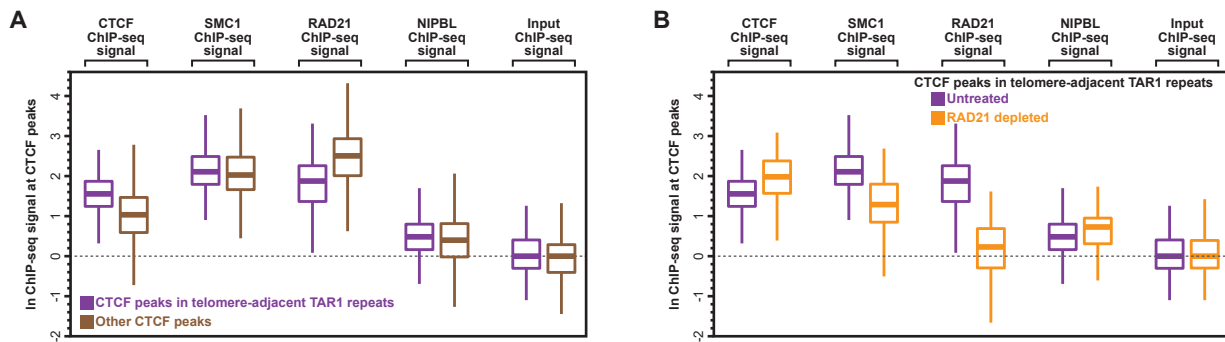 A
CTCF ChIP-seq signal
SMC1 ChIP-seq signal
RAD21 ChIP-seq signal
NIPBL ChIP-seq signal
Input ChIP-seq signal
ln ChIP-seq signal at CTCF peaks
4
3
2
1
0
-1
-2
CTCF peaks in telomere-adjacent TAR1 repeats
Other CTCF peaks
B
CTCF ChIP-seq signal
SMC1 ChIP-seq signal
RAD21 ChIP-seq signal
NIPBL ChIP-seq signal
Input ChIP-seq signal
ln ChIP-seq signal at CTCF peaks
4
3
2
1
0
-1
-2
CTCF peaks in telomere-adjacent TAR1 repeats
Untreated
RAD21 depleted